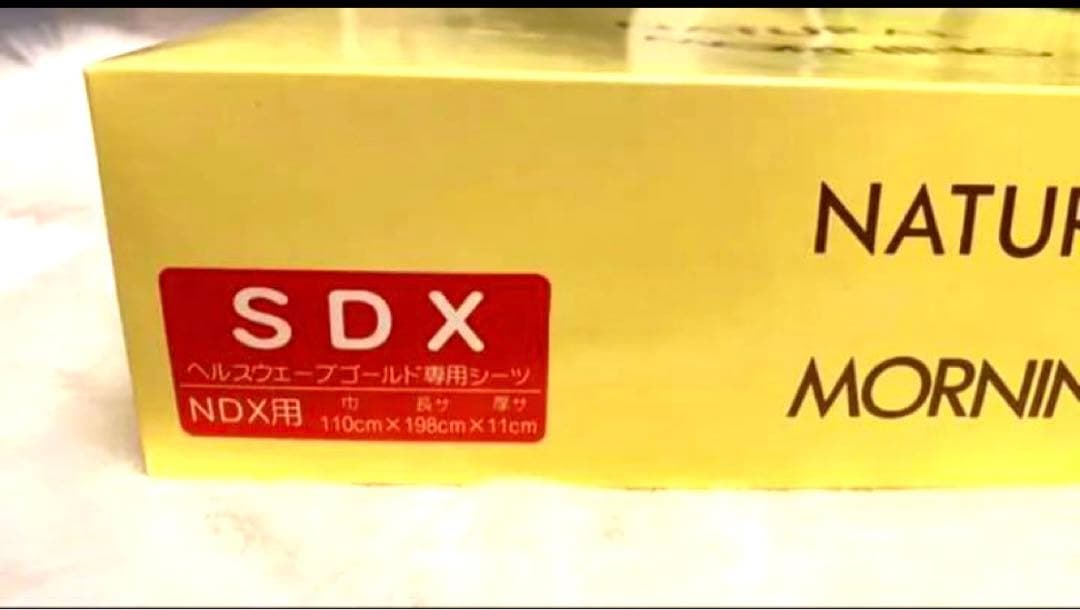 NATUR
SDX
ヘルスウェーブゴールド専用シーツ
NDX用
巾 長サ 厚サ
110cm×198cm×11cm
MORNIN